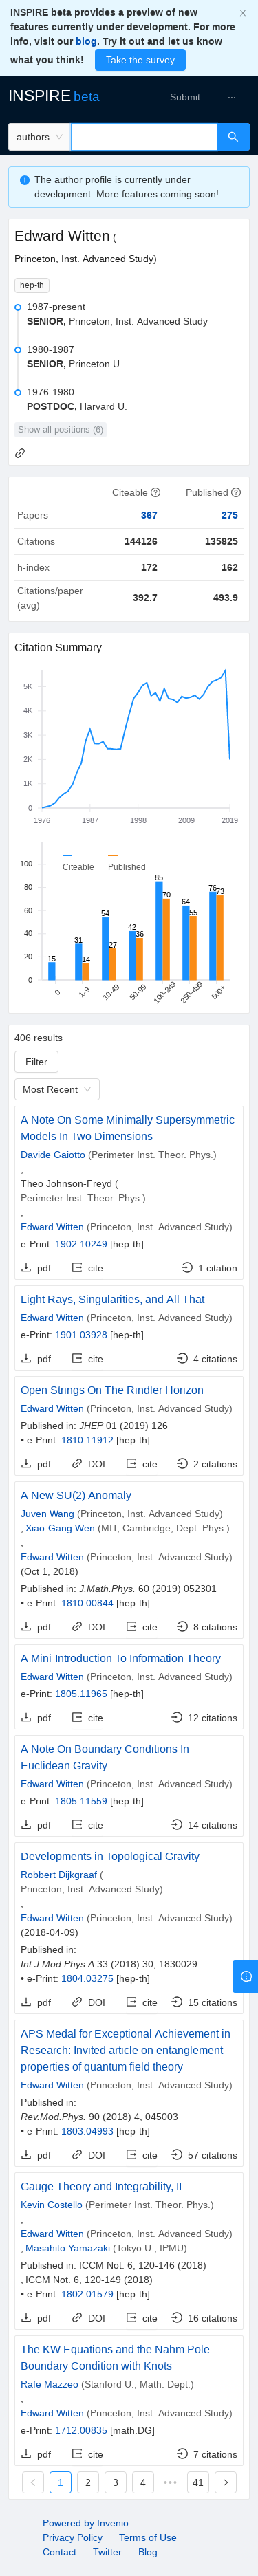 INSPIRE beta provides a preview of new
features currently under development. For more
info, visit our blog. Try it out and let us know
what you think! Take the survey
INSPIRE beta
Submit ···
authors
The author profile is currently under
development. More features coming soon!
Edward Witten (
Princeton, Inst. Advanced Study)
hep-th
1987-present
SENIOR, Princeton, Inst. Advanced Study
1980-1987
SENIOR, Princeton U.
1976-1980
POSTDOC, Harvard U.
Show all positions (6)
Citeable Published
Papers 367 275
Citations 144126 135825
h-index 172 162
Citations/paper
(avg) 392.7 493.9
Citation Summary
5K
4K
3K
2K
1K
0
1976 1987 1998 2009 2019
100
80
60
40
20
0
Citeable Published
15 31 14 54 27 42 36 85 70 64 55 76 73
0 1-9 10-49 50-99 100-249 250-499 500+
406 results
Filter
Most Recent
A Note On Some Minimally Supersymmetric
Models In Two Dimensions
Davide Gaiotto (Perimeter Inst. Theor. Phys.)
,
Theo Johnson-Freyd (
Perimeter Inst. Theor. Phys.)
,
Edward Witten (Princeton, Inst. Advanced Study)
e-Print: 1902.10249 [hep-th]
pdf cite 1 citation
Light Rays, Singularities, and All That
Edward Witten (Princeton, Inst. Advanced Study)
e-Print: 1901.03928 [hep-th]
pdf cite 4 citations
Open Strings On The Rindler Horizon
Edward Witten (Princeton, Inst. Advanced Study)
Published in: JHEP 01 (2019) 126
• e-Print: 1810.11912 [hep-th]
pdf DOI cite 2 citations
A New SU(2) Anomaly
Juven Wang (Princeton, Inst. Advanced Study)
, Xiao-Gang Wen (MIT, Cambridge, Dept. Phys.)
,
Edward Witten (Princeton, Inst. Advanced Study)
(Oct 1, 2018)
Published in: J.Math.Phys. 60 (2019) 052301
• e-Print: 1810.00844 [hep-th]
pdf DOI cite 8 citations
A Mini-Introduction To Information Theory
Edward Witten (Princeton, Inst. Advanced Study)
e-Print: 1805.11965 [hep-th]
pdf cite 12 citations
A Note On Boundary Conditions In
Euclidean Gravity
Edward Witten (Princeton, Inst. Advanced Study)
e-Print: 1805.11559 [hep-th]
pdf cite 14 citations
Developments in Topological Gravity
Robbert Dijkgraaf (
Princeton, Inst. Advanced Study)
,
Edward Witten (Princeton, Inst. Advanced Study)
(2018-04-09)
Published in:
Int.J.Mod.Phys.A 33 (2018) 30, 1830029
• e-Print: 1804.03275 [hep-th]
pdf DOI cite 15 citations
APS Medal for Exceptional Achievement in
Research: Invited article on entanglement
properties of quantum field theory
Edward Witten (Princeton, Inst. Advanced Study)
Published in:
Rev.Mod.Phys. 90 (2018) 4, 045003
• e-Print: 1803.04993 [hep-th]
pdf DOI cite 57 citations
Gauge Theory and Integrability, II
Kevin Costello (Perimeter Inst. Theor. Phys.)
,
Edward Witten (Princeton, Inst. Advanced Study)
, Masahito Yamazaki (Tokyo U., IPMU)
Published in: ICCM Not. 6, 120-146 (2018)
, ICCM Not. 6, 120-149 (2018)
• e-Print: 1802.01579 [hep-th]
pdf DOI cite 16 citations
The KW Equations and the Nahm Pole
Boundary Condition with Knots
Rafe Mazzeo (Stanford U., Math. Dept.)
,
Edward Witten (Princeton, Inst. Advanced Study)
e-Print: 1712.00835 [math.DG]
pdf cite 7 citations
1 2 3 4 ••• 41
Powered by Invenio
Privacy Policy Terms of Use
Contact Twitter Blog